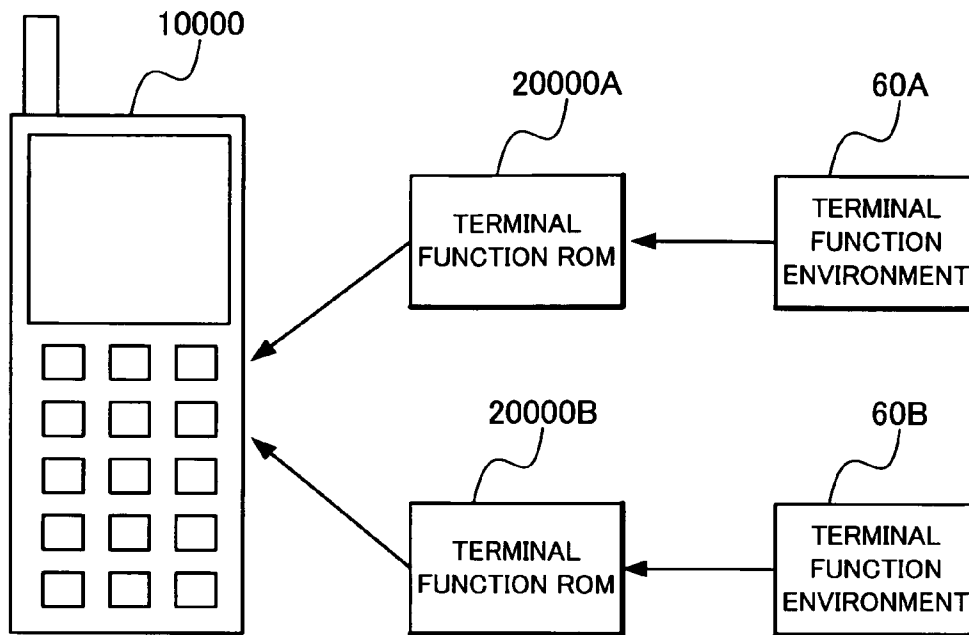 10000
20000A
60A
TERMINAL
FUNCTION ROM
TERMINAL
FUNCTION
ENVIRONMENT
20000B
60B
TERMINAL
FUNCTION ROM
TERMINAL
FUNCTION
ENVIRONMENT